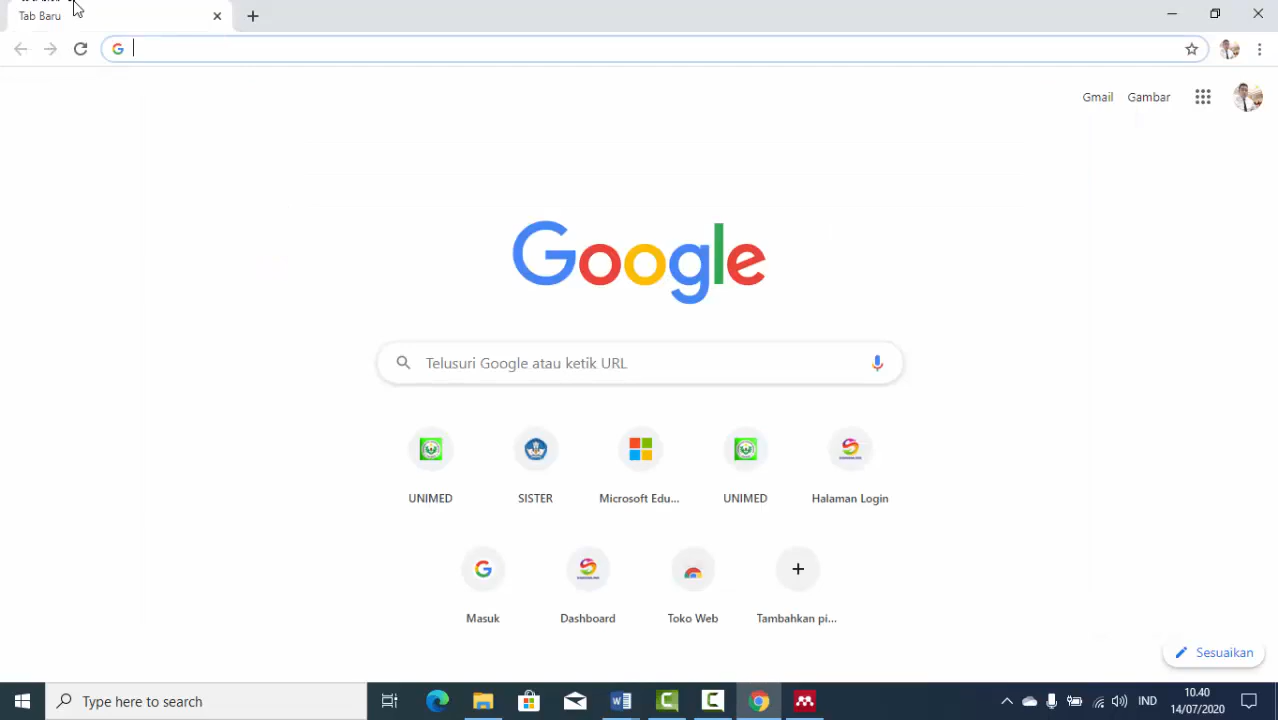 Tab Baru
Gmail
Gambar
Google
Telusuri Google atau ketik URL
UNIMED
SISTER
Microsoft Edu...
UNIMED
Halaman Login
Masuk
Dashboard
Toko Web
Tambahkan pi...
Sesuaikan
Type here to search
IND
10.40
14/07/2020